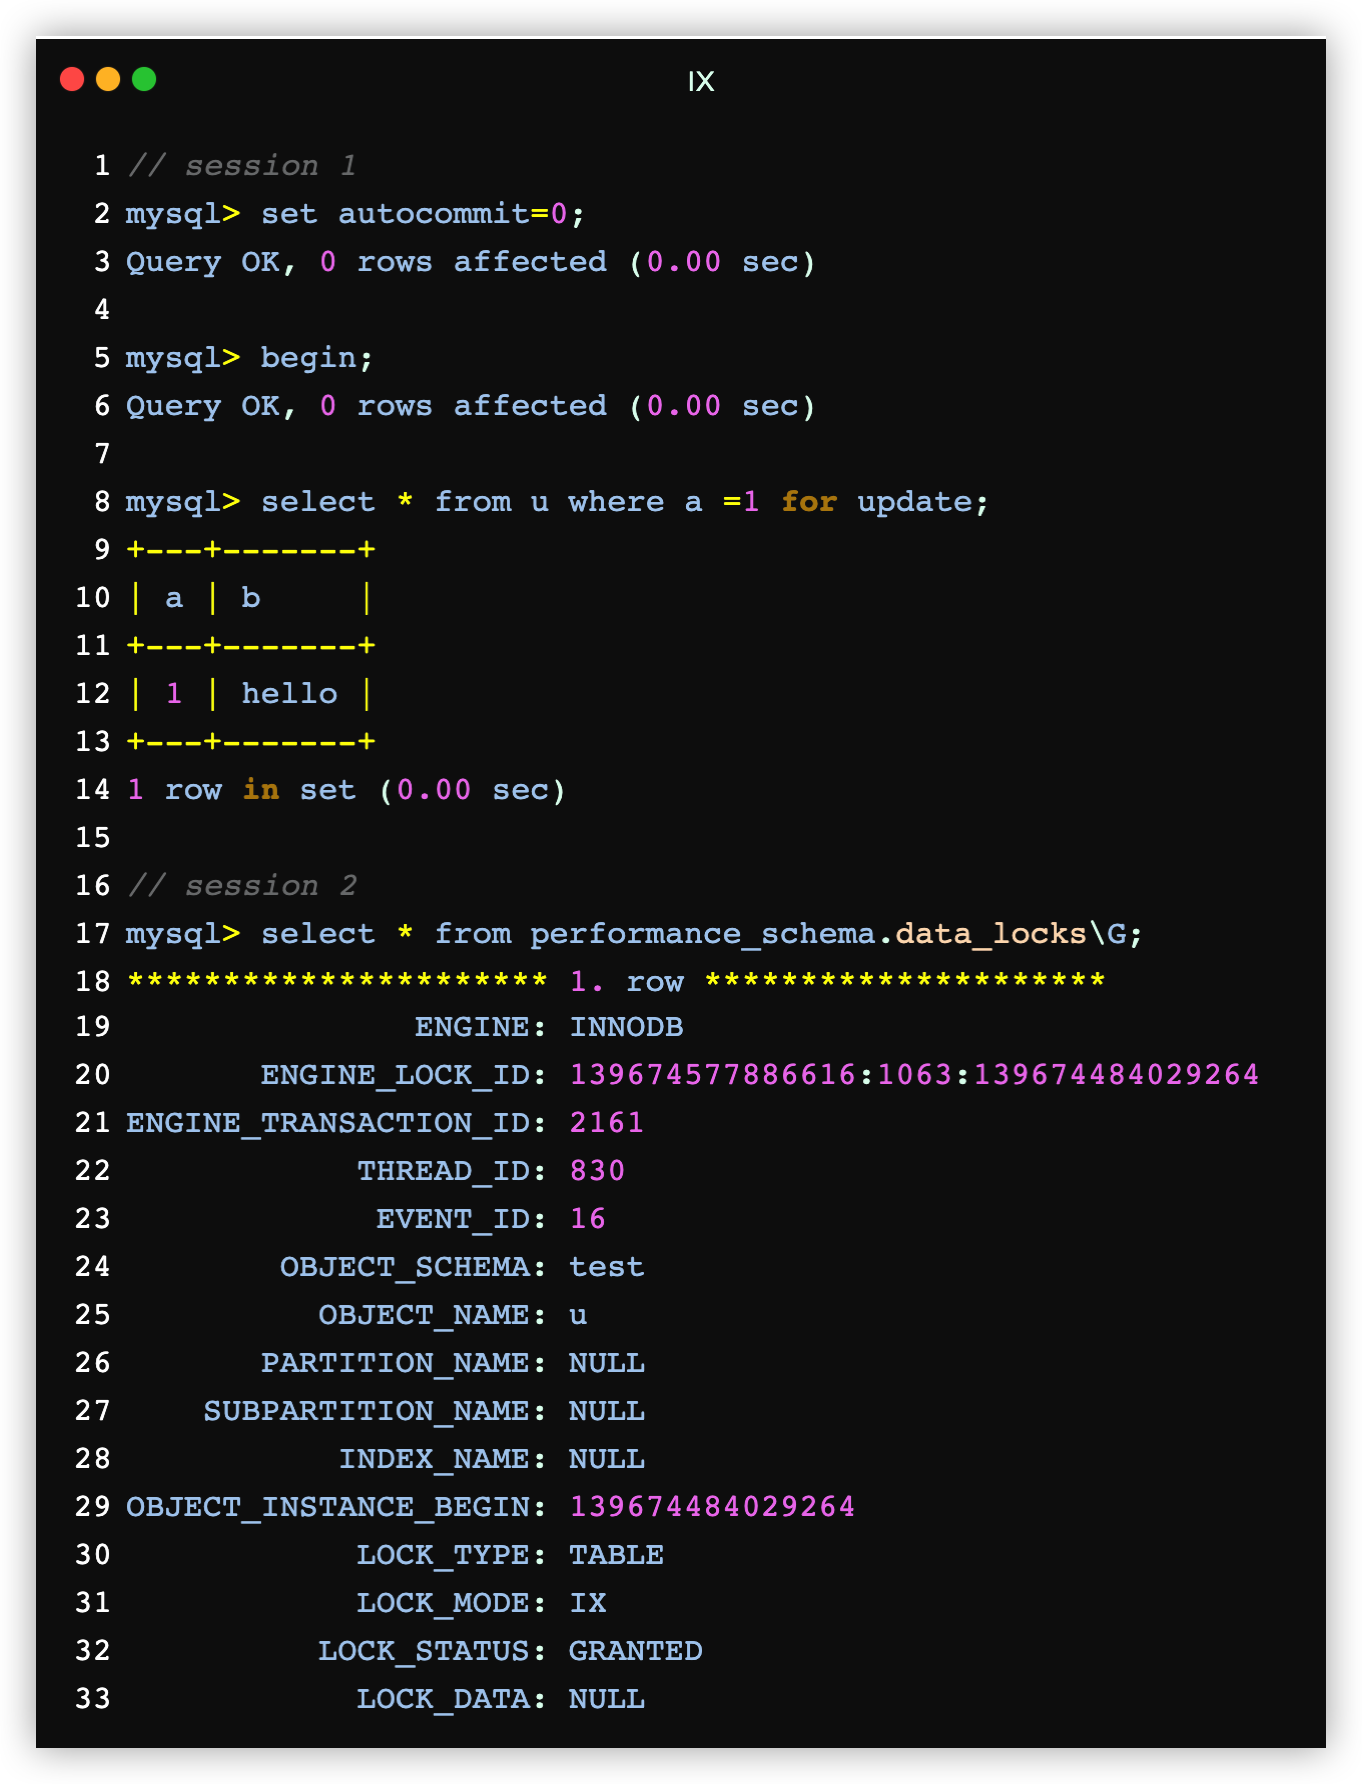 IX
1 // session 1
2 mysql> set autocommit=0;
3 Query OK, 0 rows affected (0.00 sec)
4
5 mysql> begin;
6 Query OK, 0 rows affected (0.00 sec)
7
8 mysql> select * from u where a =1 for update;
9 +---+-------+
10 | a | b     |
11 +---+-------+
12 | 1 | hello |
13 +---+-------+
14 1 row in set (0.00 sec)
15
16 // session 2
17 mysql> select * from performance_schema.data_locks\G;
18 ********************** 1. row *********************
19                ENGINE: INNODB
20        ENGINE_LOCK_ID: 139674577886616:1063:139674484029264
21 ENGINE_TRANSACTION_ID: 2161
22             THREAD_ID: 830
23              EVENT_ID: 16
24         OBJECT_SCHEMA: test
25           OBJECT_NAME: u
26        PARTITION_NAME: NULL
27     SUBPARTITION_NAME: NULL
28            INDEX_NAME: NULL
29 OBJECT_INSTANCE_BEGIN: 139674484029264
30             LOCK_TYPE: TABLE
31             LOCK_MODE: IX
32           LOCK_STATUS: GRANTED
33             LOCK_DATA: NULL